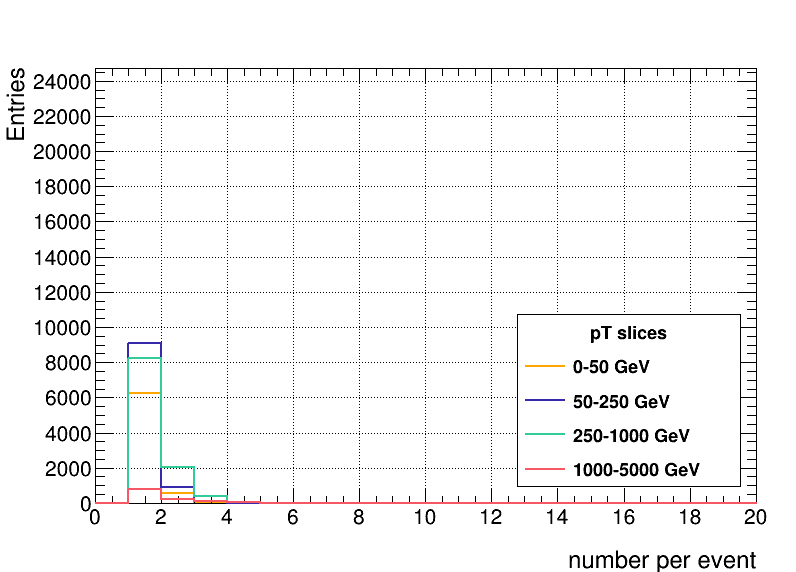 Entries
24000
22000
20000
18000
16000
14000
12000
10000
8000
6000
4000
2000
0
pT slices
0-50 GeV
50-250 GeV
250-1000 GeV
1000-5000 GeV
0 2 4 6 8 10 12 14 16 18 20
number per event